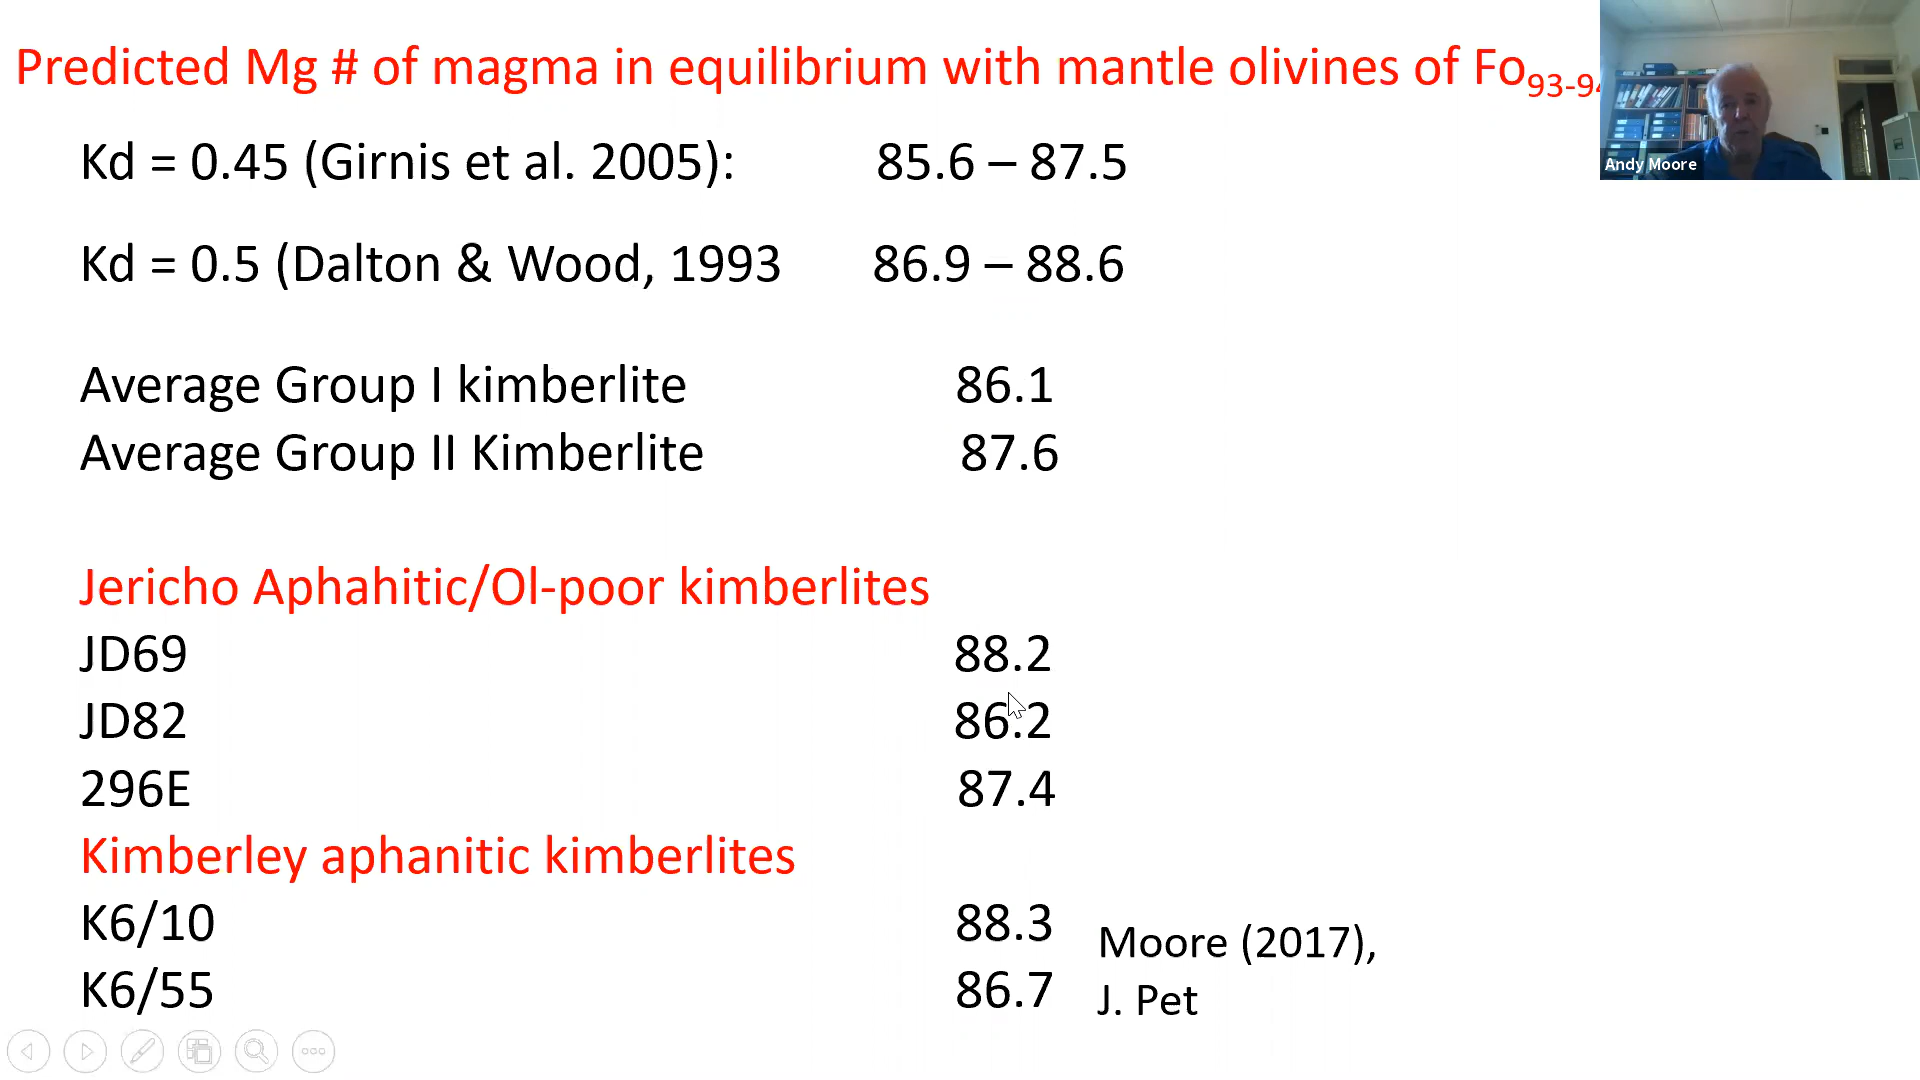 Predicted Mg # of magma in equilibrium with mantle olivines of Fo93-94
Andy Moore
Kd = 0.45 (Girnis et al. 2005): 85.6 – 87.5
Kd = 0.5 (Dalton & Wood, 1993 86.9 – 88.6
Average Group I kimberlite 86.1
Average Group II Kimberlite 87.6
Jericho Aphahitic/Ol-poor kimberlites
JD69 88.2
JD82 86.2
296E 87.4
Kimberley aphanitic kimberlites
K6/10 88.3
K6/55 86.7
Moore (2017),
J. Pet